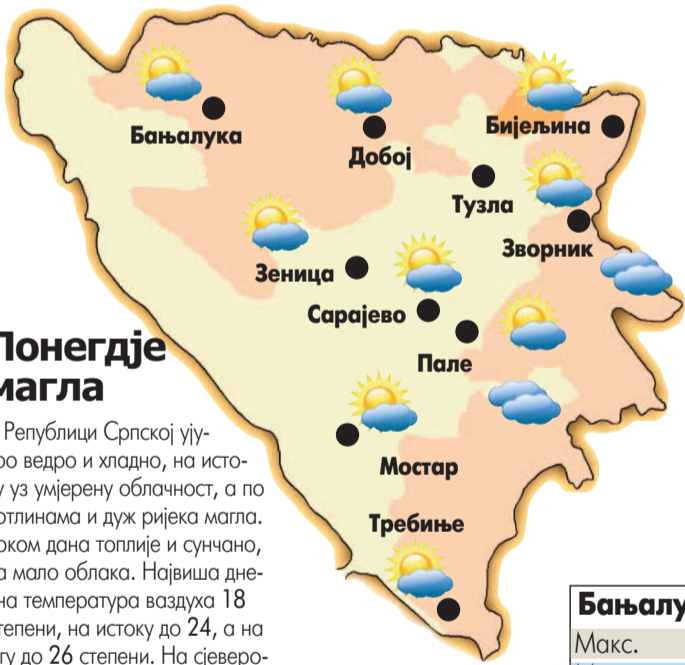 Бањалука
Добој
Бијељина
Тузла
Зворник
Зеница
Сарајево
Пале
Мостар
Требиње
Понегдје
магла
Републици Српској ују-
ро ведро и хладно, на исто-
у уз умјерену облачност, а по
отлинама и дуж ријека магла.
оком дана топлије и сунчано,
а мало облака. Највиша дне-
на температура ваздуха 18
тепени, на истоку до 24, а на
гу до 26 степени. На сјеверо-
Бањалу
Макс.